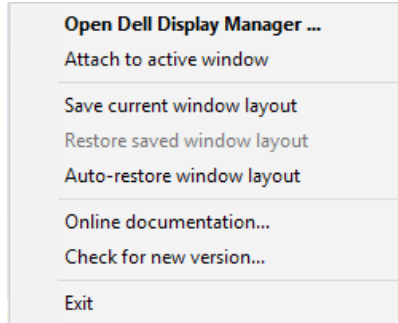 Open Dell Display Manager ...
Attach to active window
Save current window layout
Restore saved window layout
Auto-restore window layout
Online documentation...
Check for new version...
Exit